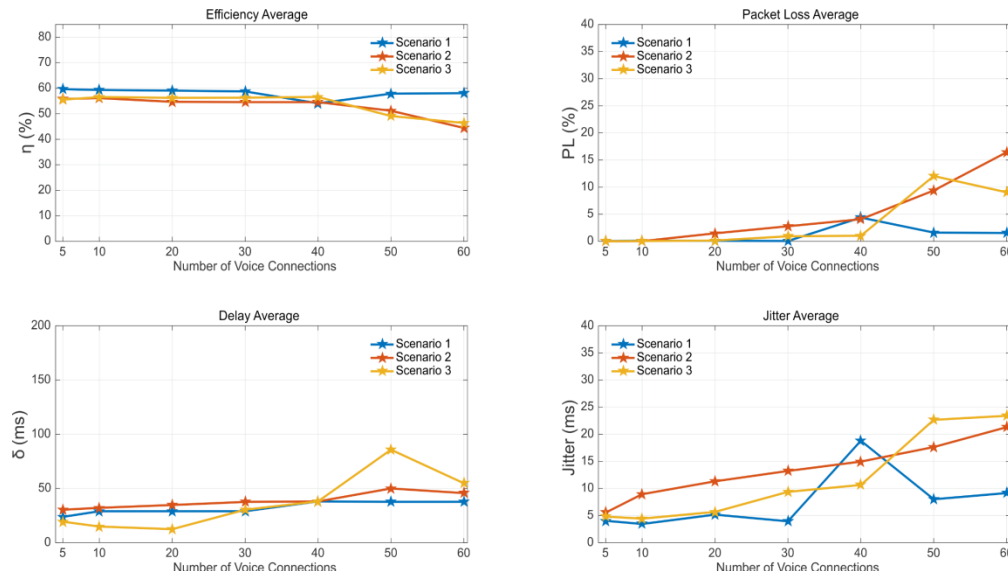 Efficiency Average
80
70
60
50
40
30
20
10
0
η (%)
5 10 20 30 40 50 60
Number of Voice Connections
Scenario 1
Scenario 2
Scenario 3
Packet Loss Average
40
35
30
25
20
15
10
5
0
PL (%)
5 10 20 30 40 50 60
Number of Voice Connections
Scenario 1
Scenario 2
Scenario 3
Delay Average
200
150
100
50
0
δ (ms)
5 10 20 30 40 50 60
Number of Voice Connections
Scenario 1
Scenario 2
Scenario 3
Jitter Average
40
35
30
25
20
15
10
5
0
Jitter (ms)
5 10 20 30 40 50 60
Number of Voice Connections
Scenario 1
Scenario 2
Scenario 3